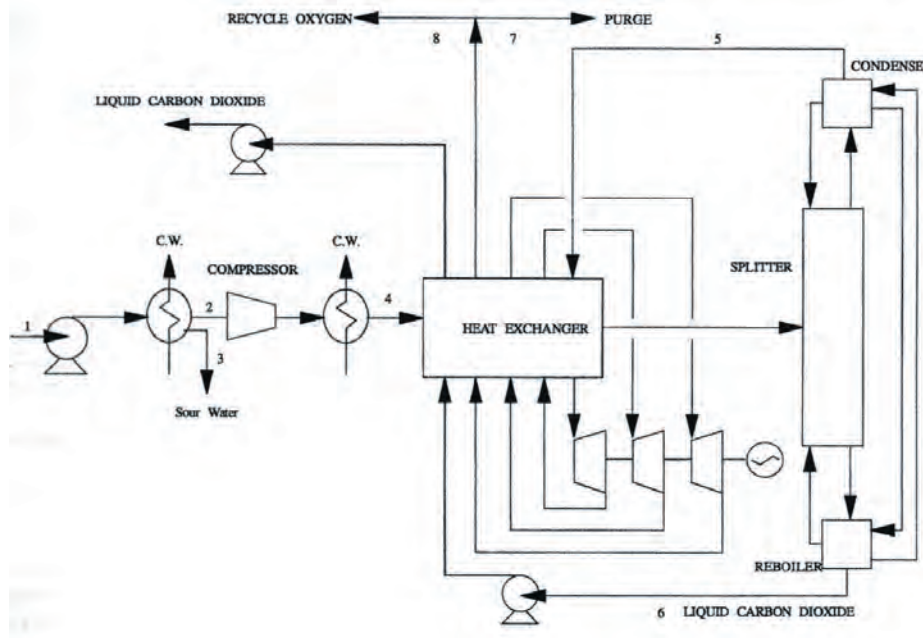 RECYCLE OXYGEN
8
7
PURGE
5
CONDENSE
LIQUID CARBON DIOXIDE
C.W.
COMPRESSOR
C.W.
SPLITTER
1
2
4
HEAT EXCHANGER
3
Sour Water
REBOILER
6 LIQUID CARBON DIOXIDE